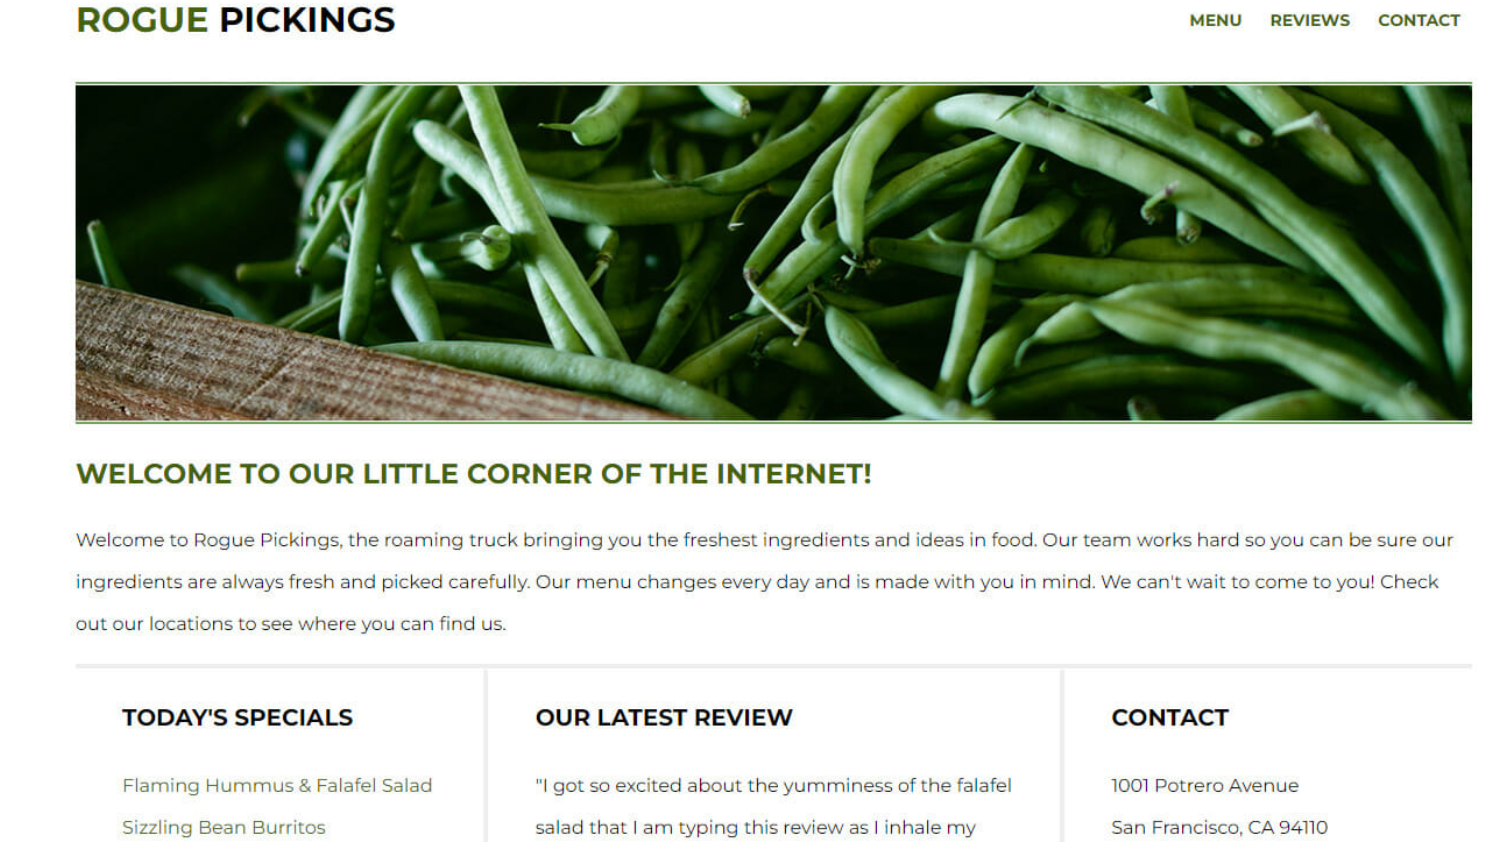 ROGUE PICKINGS
MENU REVIEWS CONTACT
WELCOME TO OUR LITTLE CORNER OF THE INTERNET!
Welcome to Rogue Pickings, the roaming truck bringing you the freshest ingredients and ideas in food. Our team works hard so you can be sure our
ingredients are always fresh and picked carefully. Our menu changes every day and is made with you in mind. We can't wait to come to you! Check
out our locations to see where you can find us.
TODAY'S SPECIALS
Flaming Hummus & Falafel Salad
Sizzling Bean Burritos
OUR LATEST REVIEW
"I got so excited about the yumminess of the falafel
salad that I am typing this review as I inhale my
CONTACT
1001 Potrero Avenue
San Francisco, CA 94110